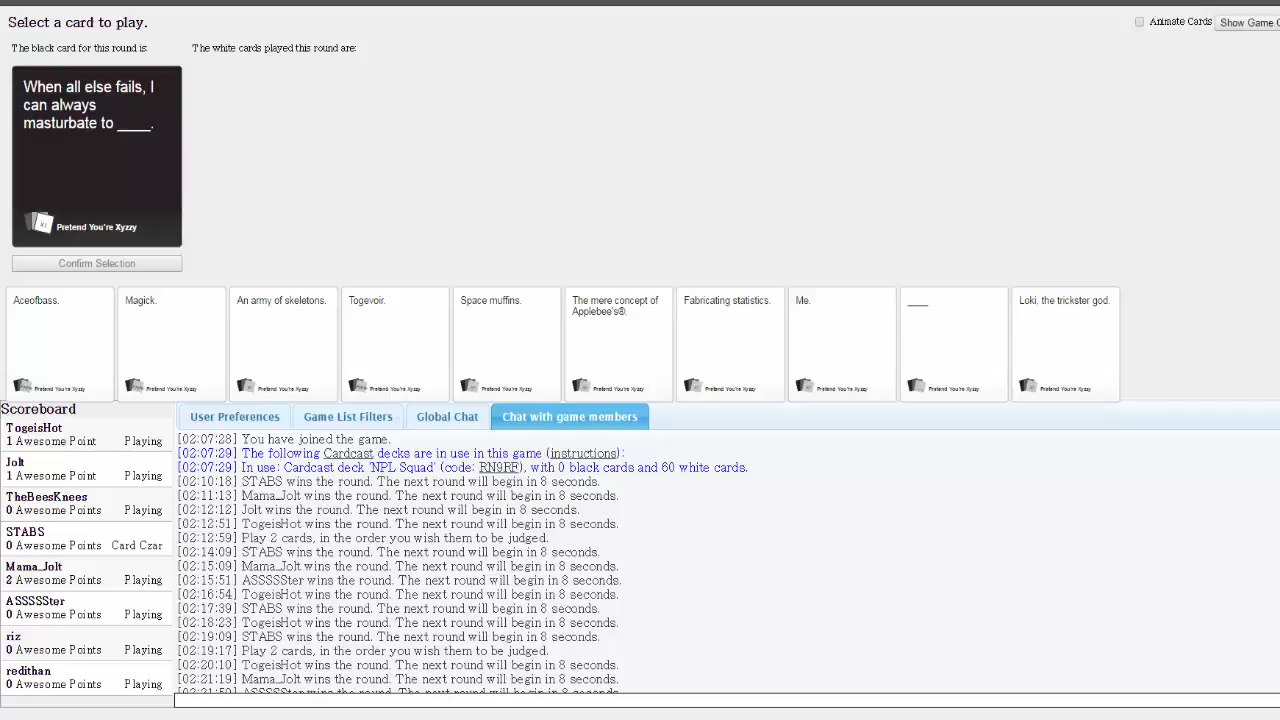 Select a card to play.
Animate Cards
Show Game
The black card for this round is:
The white cards played this round are:
When all else fails, I
can always
masturbate to ____.
Pretend You're Xyzzy
Confirm Selection
Aceofbass.
Pretend You're Xyzzy
Magick.
Pretend You're Xyzzy
An army of skeletons.
Pretend You're Xyzzy
Togevoir.
Pretend You're Xyzzy
Space muffins.
Pretend You're Xyzzy
The mere concept of
Applebee's®.
Pretend You're Xyzzy
Fabricating statistics.
Pretend You're Xyzzy
Me.
Pretend You're Xyzzy
____
Pretend You're Xyzzy
Loki, the trickster god.
Pretend You're Xyzzy
Scoreboard
TogeisHot
1 Awesome Point Playing
Jolt
1 Awesome Point Playing
TheBeesKnees
0 Awesome Points Playing
STABS
0 Awesome Points Card Czar
Mama_Jolt
2 Awesome Points Playing
ASSSSSter
0 Awesome Points Playing
riz
0 Awesome Points Playing
redithan
0 Awesome Points Playing
User Preferences
Game List Filters
Global Chat
Chat with game members
[02:07:28] You have joined the game.
[02:07:29] The following Cardcast decks are in use in this game (instructions):
[02:07:29] In use: Cardcast deck 'NPL Squad' (code: RN9RF), with 0 black cards and 60 white cards.
[02:10:18] STABS wins the round. The next round will begin in 8 seconds.
[02:11:13] Mama_Jolt wins the round. The next round will begin in 8 seconds.
[02:12:12] Jolt wins the round. The next round will begin in 8 seconds.
[02:12:51] TogeisHot wins the round. The next round will begin in 8 seconds.
[02:12:59] Play 2 cards, in the order you wish them to be judged.
[02:14:09] STABS wins the round. The next round will begin in 8 seconds.
[02:15:09] Mama_Jolt wins the round. The next round will begin in 8 seconds.
[02:15:51] ASSSSSter wins the round. The next round will begin in 8 seconds.
[02:16:54] TogeisHot wins the round. The next round will begin in 8 seconds.
[02:17:39] STABS wins the round. The next round will begin in 8 seconds.
[02:18:23] TogeisHot wins the round. The next round will begin in 8 seconds.
[02:19:09] STABS wins the round. The next round will begin in 8 seconds.
[02:19:17] Play 2 cards, in the order you wish them to be judged.
[02:20:10] TogeisHot wins the round. The next round will begin in 8 seconds.
[02:21:19] Mama_Jolt wins the round. The next round will begin in 8 seconds.
ASSSSSter wins the round. The next round will begin in 8 seconds.